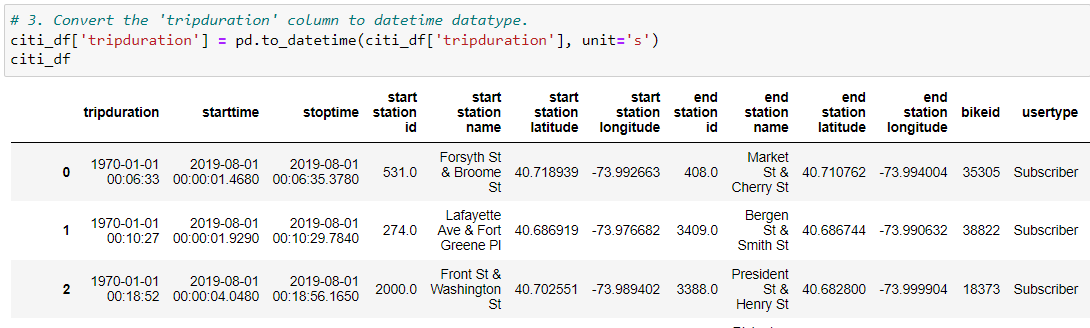 # 3. Convert the 'tripduration' column to datetime datatype.
citi_df['tripduration'] = pd.to_datetime(citi_df['tripduration'], unit='s')
citi_df
tripduration starttime stoptime start station id start station name start station latitude start station longitude end station id end station name end station latitude end station longitude bikeid usertype
0 1970-01-01 00:06:33 2019-08-01 00:00:01.4680 2019-08-01 00:06:35.3780 531.0 Forsyth St & Broome St 40.718939 -73.992663 408.0 Market St & Cherry St 40.710762 -73.994004 35305 Subscriber
1 1970-01-01 00:10:27 2019-08-01 00:00:01.9290 2019-08-01 00:10:29.7840 274.0 Lafayette Ave & Fort Greene Pl 40.686919 -73.976682 3409.0 Bergen St & Smith St 40.686744 -73.990632 38822 Subscriber
2 1970-01-01 00:18:52 2019-08-01 00:00:04.0480 2019-08-01 00:18:56.1650 2000.0 Front St & Washington St 40.702551 -73.989402 3388.0 President St & Henry St 40.682800 -73.999904 18373 Subscriber